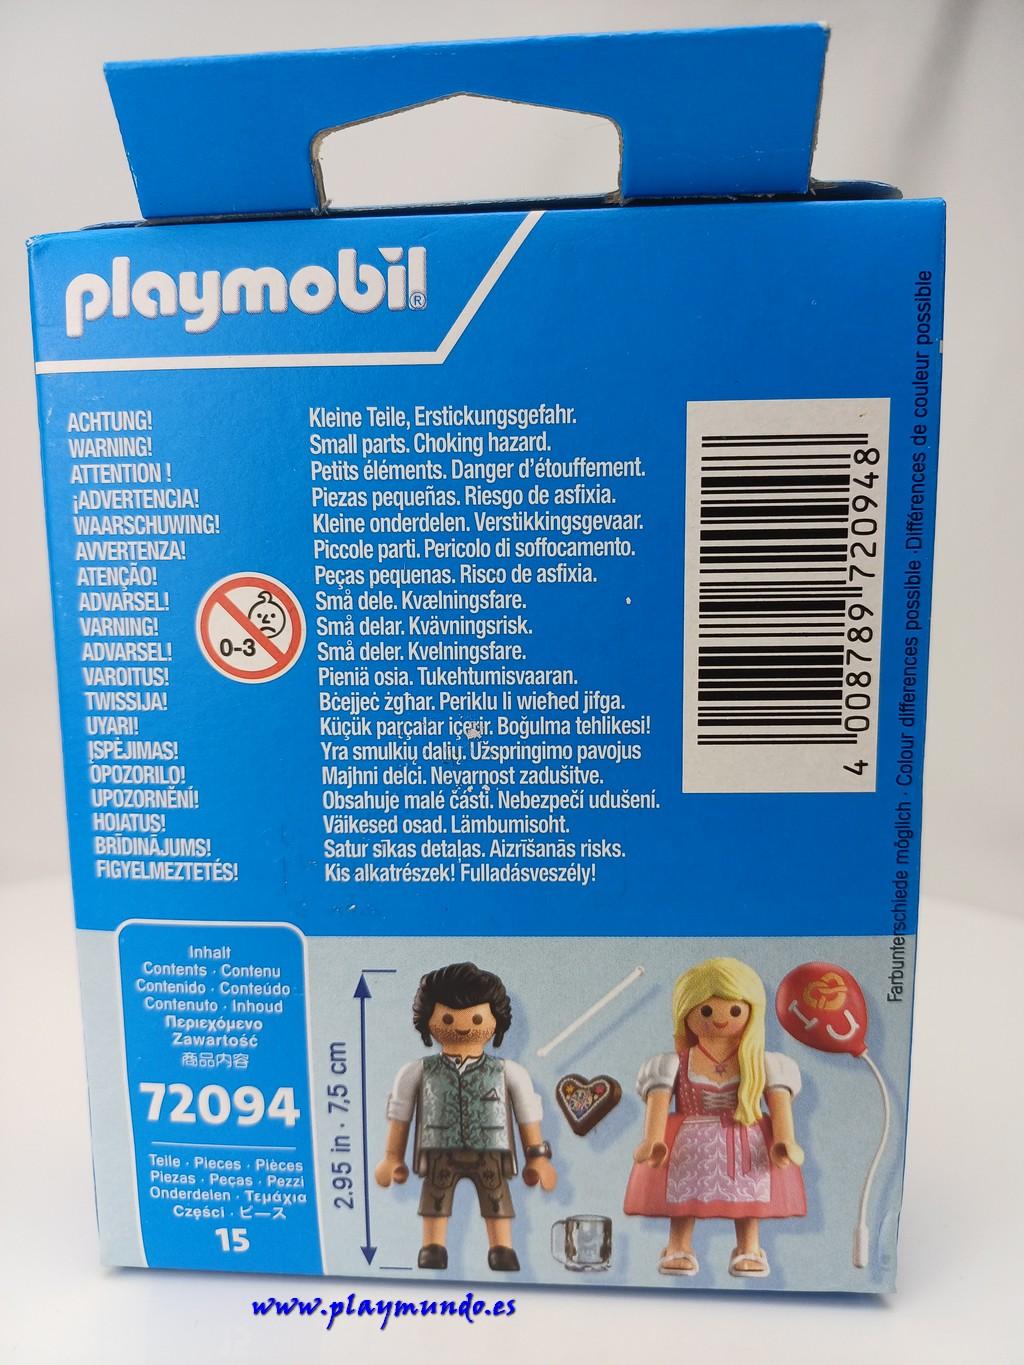 playmobil®
ACHTUNG! Kleine Teile, Erstickungsgefahr.
WARNING! Small parts. Choking hazard.
ATTENTION ! Petits éléments. Danger d'étouffement.
¡ADVERTENCIA! Piezas pequeñas. Riesgo de asfixia.
WAARSCHUWING! Kleine onderdelen. Verstikkingsgevaar.
AVVERTENZA! Piccole parti. Pericolo di soffocamento.
ATENÇÃO! Peças pequenas. Risco de asfixia.
ADVARSEL! Små dele. Kvælningsfare.
VARNING! Små delar. Kvävningsrisk.
ADVARSEL! Små deler. Kvelningsfare.
VAROITUS! Pieniä osia. Tukehtumisvaaran.
TWISSIJA! Bċejjeċ żgħar. Periklu li wieħed jifga.
UYARI! Küçük parçalar içerir. Boğulma tehlikesi!
ĮSPĖJIMAS! Yra smulkių dalių. Užspringimo pavojus
OPOZORILO! Majhni delci. Nevarnost zadušitve.
UPOZORNĚNÍ! Obsahuje malé části. Nebezpečí udušení.
HOIATUS! Väikesed osad. Lämbumisoht.
BRĪDINĀJUMS! Satur sīkas detaļas. Aizrīšanās risks.
FIGYELMEZTETÉS! Kis alkatrészek! Fulladásveszély!
0-3
4 008789 720948
Farbunterschiede möglich · Colour differences possible · Différences de couleur possible
Inhalt
Contents · Contenu
Contenido · Conteúdo
Contenuto · Inhoud
Περιεχόμενο
Zawartość
商品内容
72094
Teile · Pieces · Pièces
Piezas · Peças · Pezzi
Onderdelen · Τεμάχια
Części · ピース
15
2.95 in · 7,5 cm
I U
www.playmundo.es